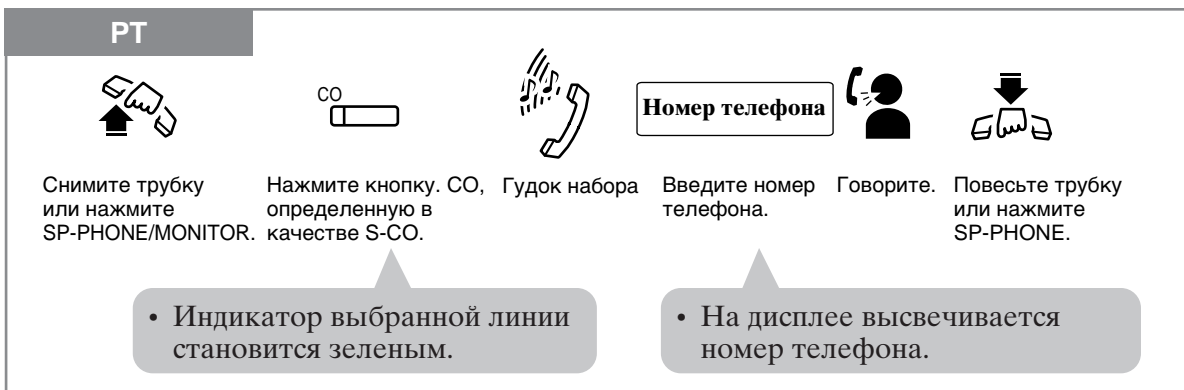 PT
CO
Номер телефона
Снимите трубку
или нажмите
SP-PHONE/MONITOR.
Нажмите кнопку. CO,
определенную в
качестве S-CO.
Гудок набора
Введите номер
телефона.
Говорите.
Повесьте трубку
или нажмите
SP-PHONE.
• Индикатор выбранной линии
становится зеленым.
• На дисплее высвечивается
номер телефона.